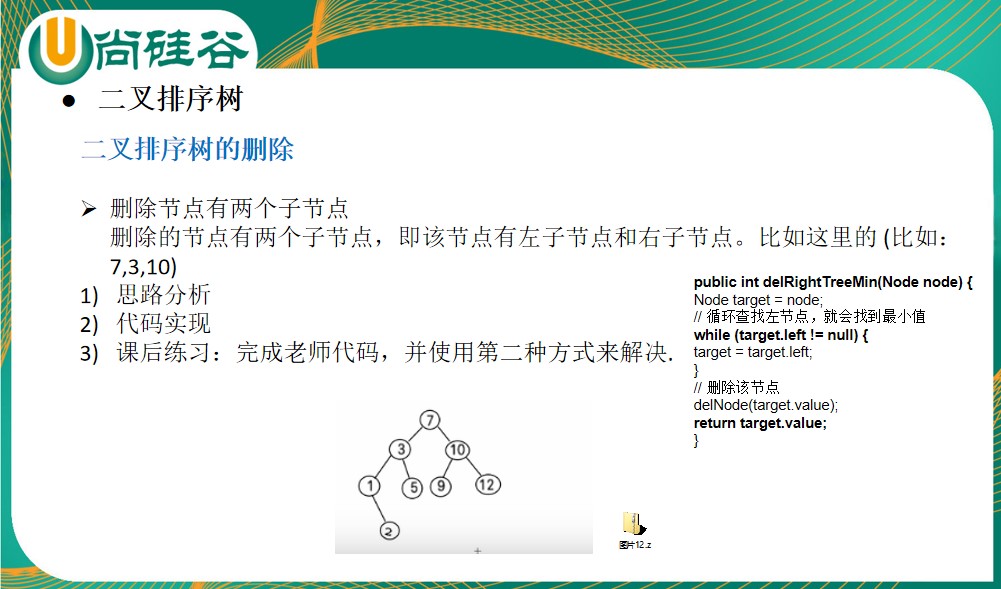 尚硅谷
● 二叉排序树
二叉排序树的删除
➢ 删除节点有两个子节点
删除的节点有两个子节点，即该节点有左子节点和右子节点。比如这里的 (比如：
7,3,10)
1) 思路分析
2) 代码实现
3) 课后练习：完成老师代码，并使用第二种方式来解决.
public int delRightTreeMin(Node node) {
Node target = node;
// 循环查找左节点，就会找到最小值
while (target.left != null) {
target = target.left;
}
// 删除该节点
delNode(target.value);
return target.value;
}
7
3 10
1 5 9 12
2
图片12.z